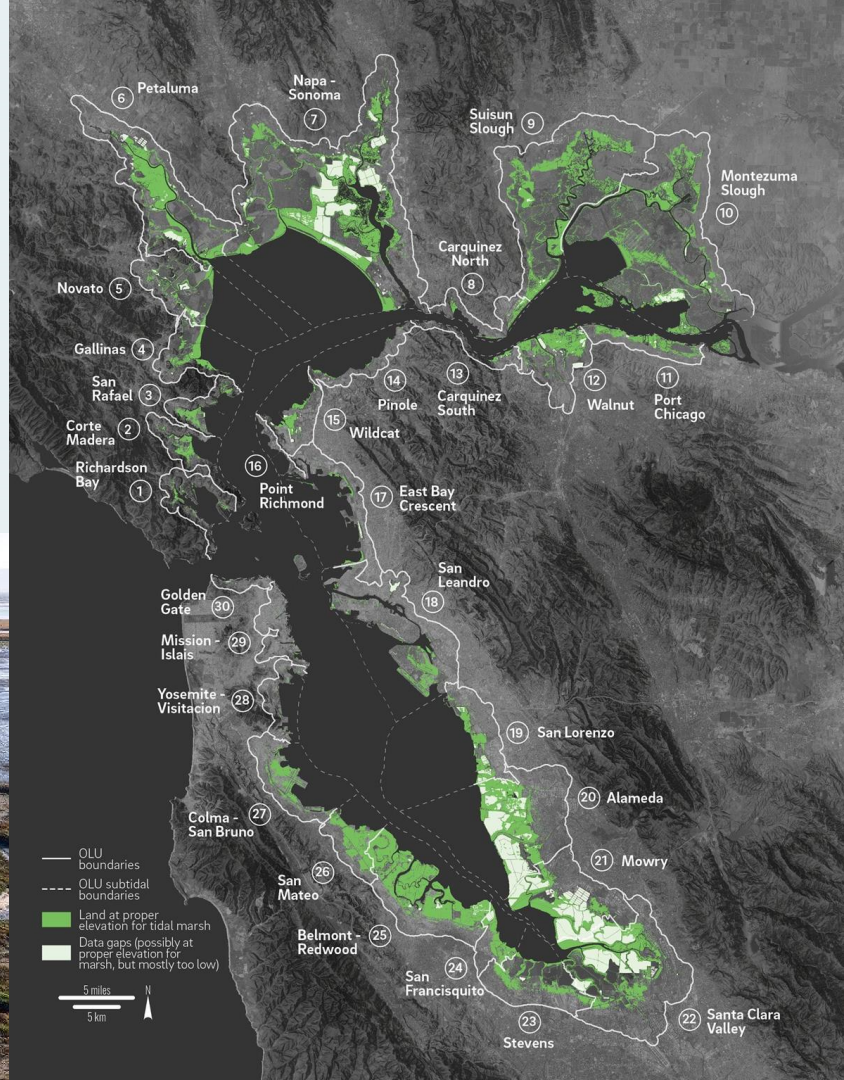 6
Petaluma
Napa -
Sonoma
7
Suisun
Slough
9
Montezuma
Slough
10
Carquinez
North
8
Novato
5
Gallinas
4
San
Rafael
3
Corte
Madera
2
Richardson
Bay
1
14
Pinole
13
Carquinez
South
12
Walnut
11
Port
Chicago
15
Wildcat
16
Point
Richmond
17
East Bay
Crescent
San
Leandro
18
Golden
Gate
30
Mission -
Islais
29
Yosemite -
Visitacion
28
19
San Lorenzo
20
Alameda
21
Mowry
Colma -
San Bruno
27
San
Mateo
26
Belmont -
Redwood
25
San
Francisquito
24
23
Stevens
22
Santa Clara
Valley
OLU
boundaries
OLU subtidal
boundaries
Land at proper
elevation for tidal marsh
Data gaps (possibly at
proper elevation for
marsh, but mostly too low)
5 miles
5 km
N